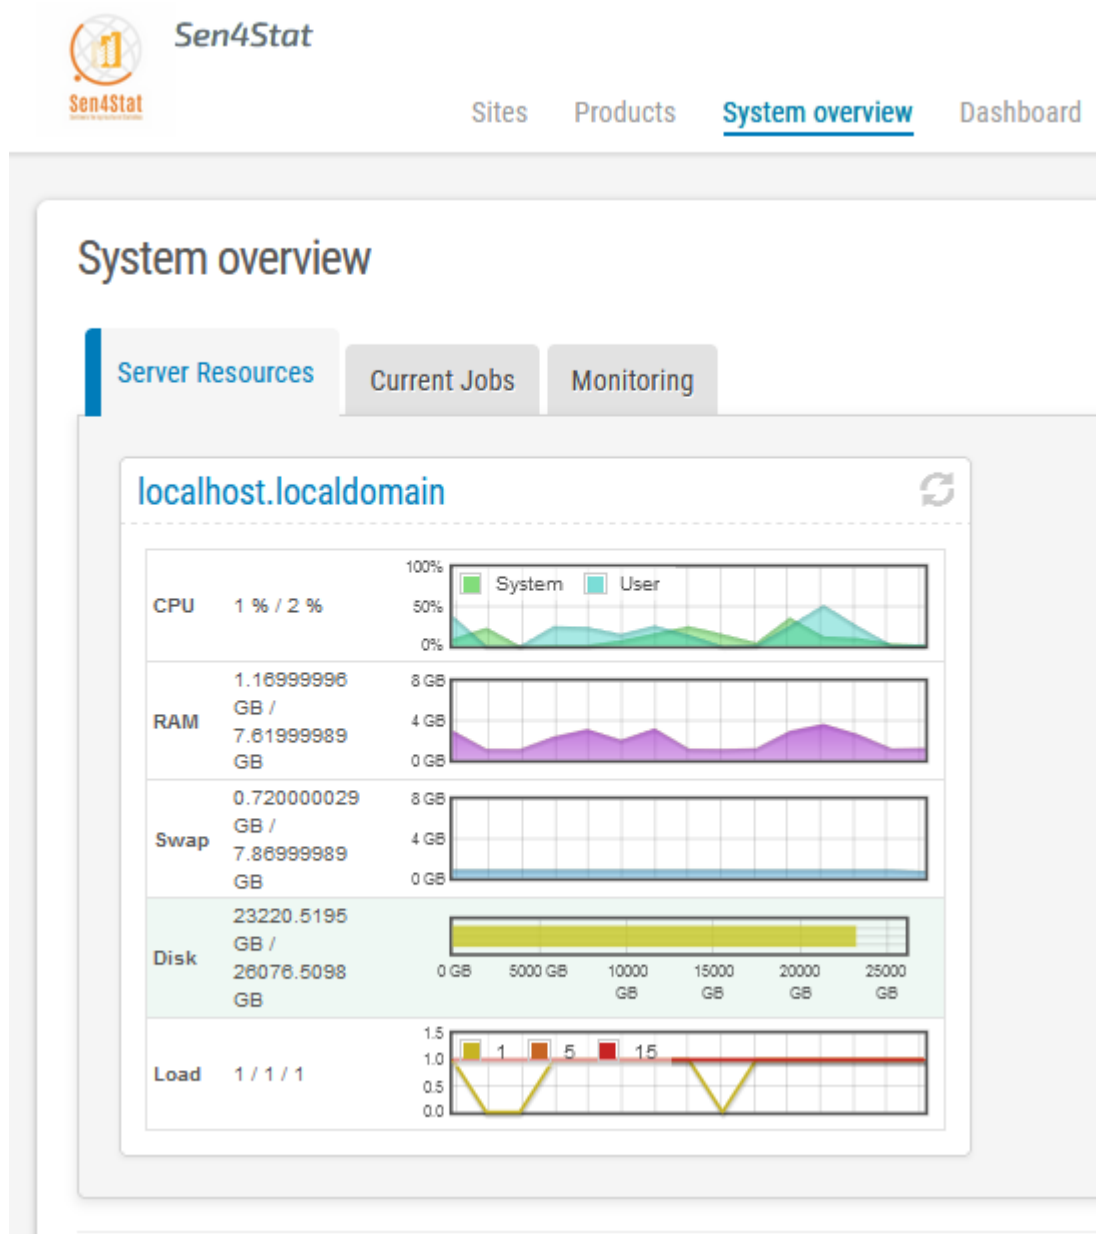 Sen4Stat
Sen4Stat
Sites Products System overview Dashboard
System overview
Server Resources Current Jobs Monitoring
localhost.localdomain
CPU 1 % / 2 %
100%
50%
0%
System User
RAM
1.16999996
GB /
7.61999989
GB
8 GB
4 GB
0 GB
Swap
0.720000029
GB /
7.86999989
GB
8 GB
4 GB
0 GB
Disk
23220.5195
GB /
26076.5098
GB
0 GB 5000 GB 10000 GB 15000 GB 20000 GB 25000 GB
Load 1 / 1 / 1
1.5
1.0
0.5
0.0
1 5 15